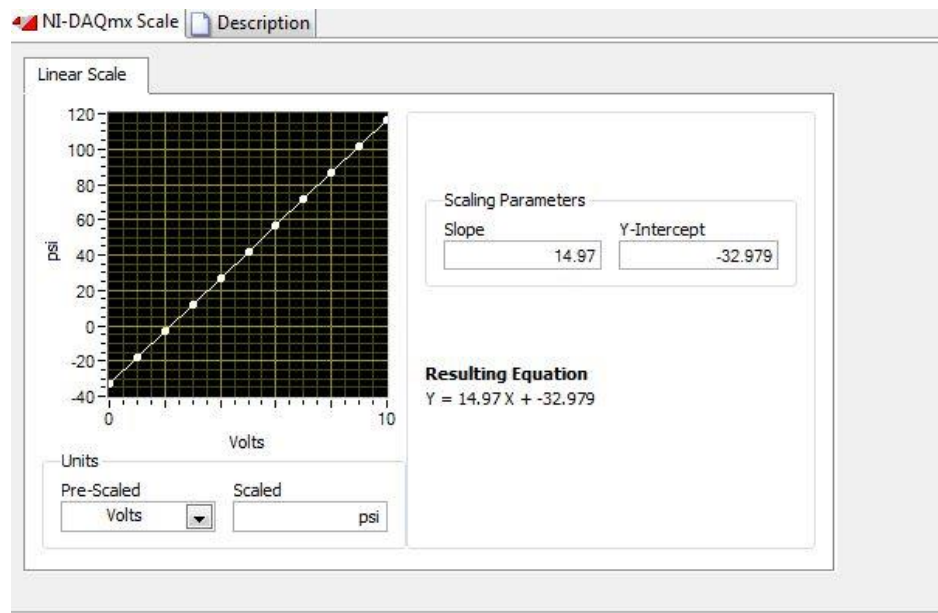 NI-DAQmx Scale Description
Linear Scale
120
100
80
60
40
20
0
-20
-40
psi
0 10
Volts
Scaling Parameters
Slope Y-Intercept
14.97 -32.979
Resulting Equation
Y = 14.97 X + -32.979
Units
Pre-Scaled Scaled
Volts psi